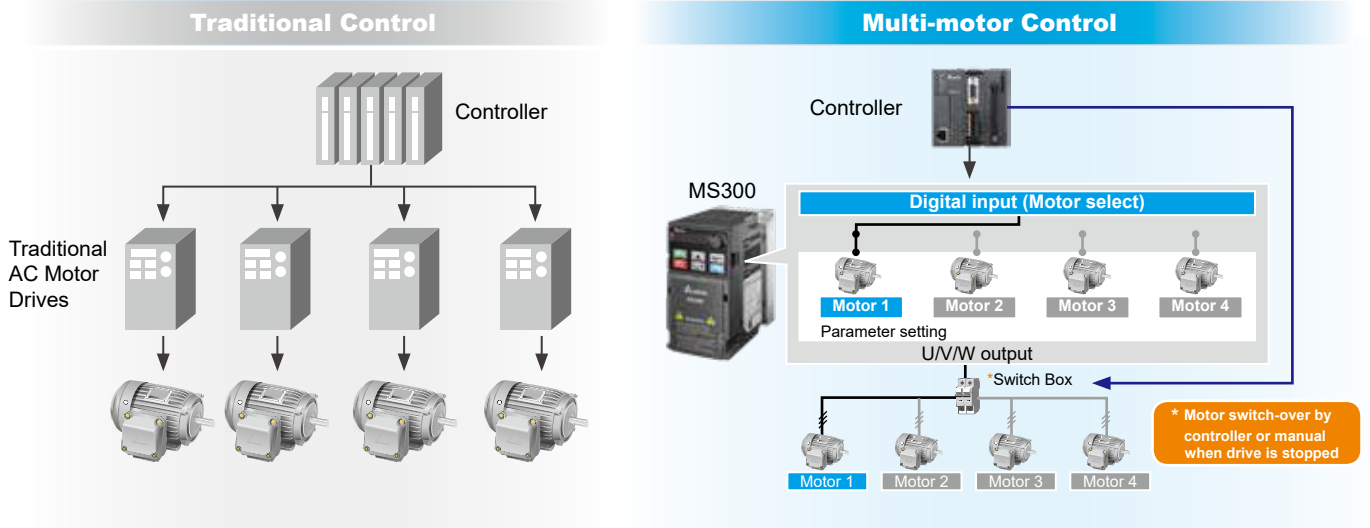 Traditional Control
Controller
Traditional
AC Motor
Drives
Multi-motor Control
Controller
MS300
Digital input (Motor select)
Motor 1
Motor 2
Motor 3
Motor 4
Parameter setting
U/V/W output
*Switch Box
* Motor switch-over by
controller or manual
when drive is stopped
Motor 1
Motor 2
Motor 3
Motor 4